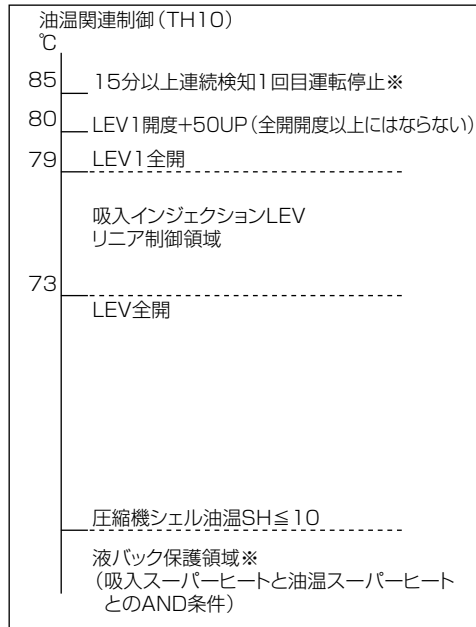 油温関連制御（TH10）
℃
85 15分以上連続検知1回目運転停止※
80 LEV1開度+50UP（全開開度以上にはならない）
79 LEV1全開
吸入インジェクションLEV
リニア制御領域
73
LEV全開
圧縮機シェル油温SH≦10
液バック保護領域※
（吸入スーパーヒートと油温スーパーヒート
とのAND条件）